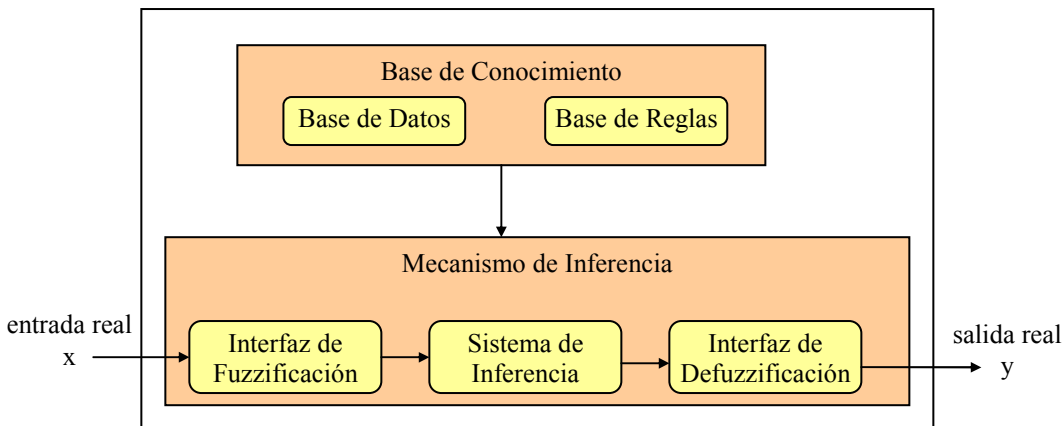 Base de Conocimiento
Base de Datos
Base de Reglas
Mecanismo de Inferencia
entrada real
x
Interfaz de
Fuzzificación
Sistema de
Inferencia
Interfaz de
Defuzzificación
salida real
y